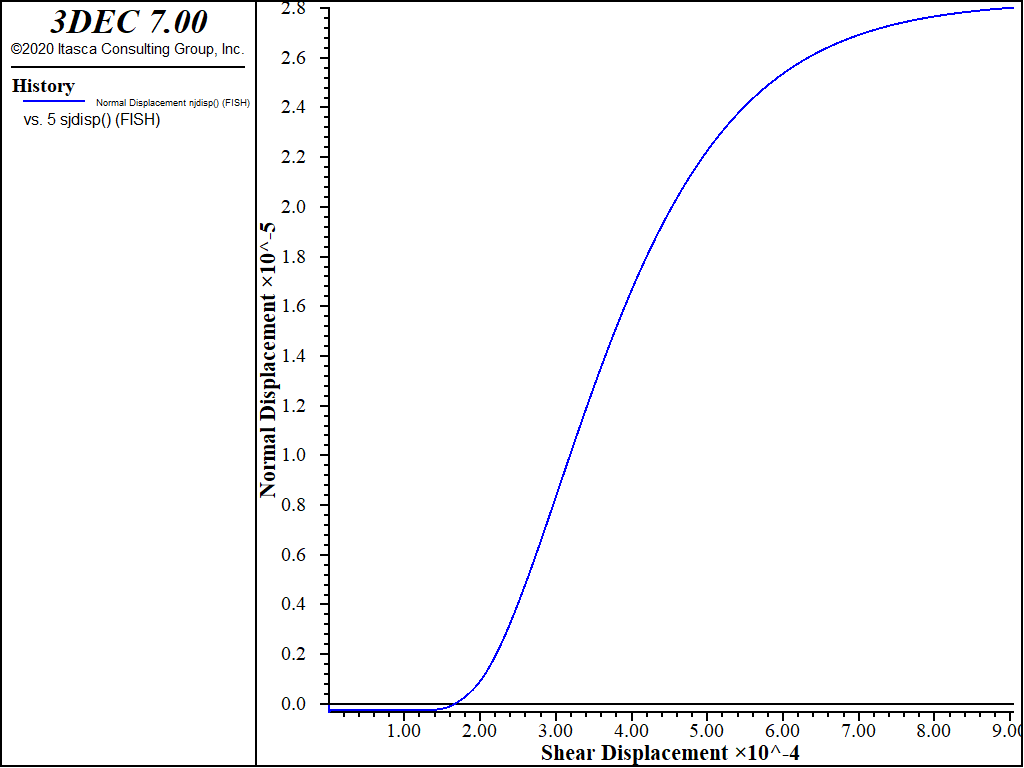 3DEC 7.00
©2020 Itasca Consulting Group, Inc.
History
Normal Displacement njdisp() (FISH)
vs. 5 sjdisp() (FISH)
Normal Displacement ×10^-5
2.8
2.6
2.4
2.2
2.0
1.8
1.6
1.4
1.2
1.0
0.8
0.6
0.4
0.2
0.0
1.00 2.00 3.00 4.00 5.00 6.00 7.00 8.00 9.00
Shear Displacement ×10^-4